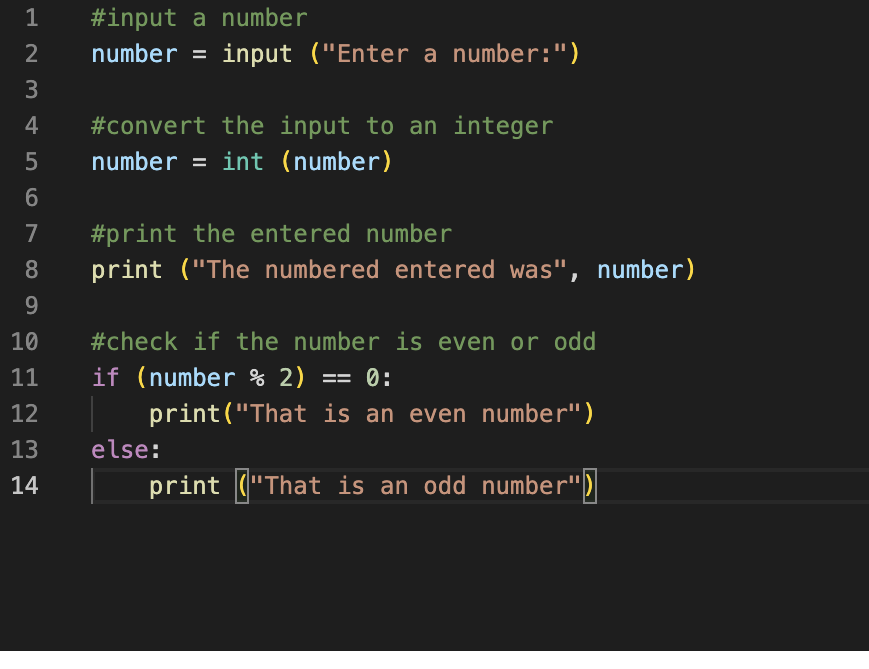 1 #input a number
2 number = input ("Enter a number:")
3
4 #convert the input to an integer
5 number = int (number)
6
7 #print the entered number
8 print ("The numbered entered was", number)
9
10 #check if the number is even or odd
11 if (number % 2) == 0:
12     print("That is an even number")
13 else:
14     print ("That is an odd number")